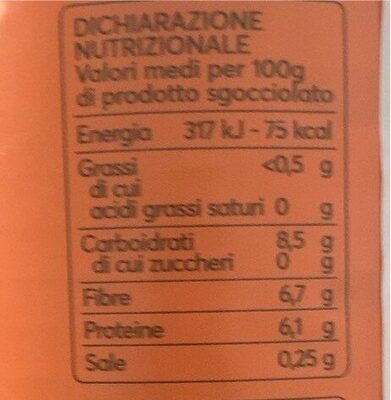 DICHIARAZIONE
NUTRIZIONALE
Valori medi per 100g
di prodotto sgocciolato
Energia 317 kJ - 75 kcal
Grassi <0,5 g
di cui
acidi grassi saturi 0 g
Carboidrati 8,5 g
di cui zuccheri 0 g
Fibre 6,7 g
Proteine 6,1 g
Sale 0,25 g